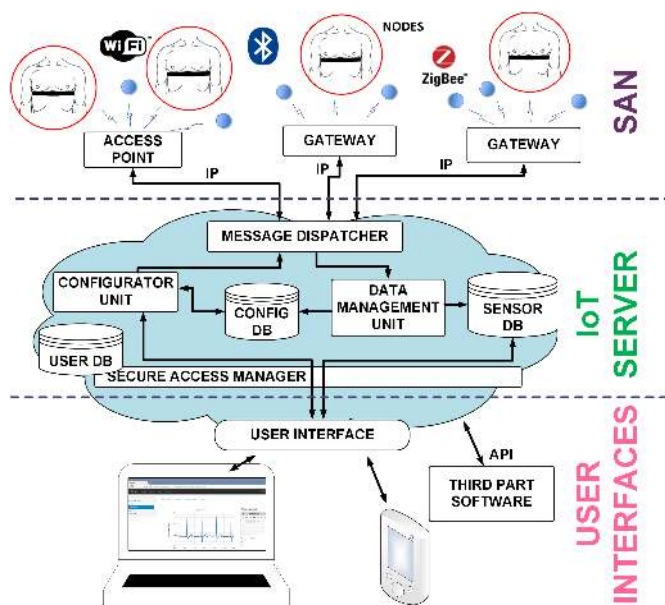 WiFi
NODES
ZigBee™
ACCESS
POINT
GATEWAY
GATEWAY
IP
IP
IP
SAN
MESSAGE DISPATCHER
CONFIGURATOR
UNIT
CONFIG
DB
DATA
MANAGEMENT
UNIT
SENSOR
DB
USER DB
SECURE ACCESS MANAGER
IoT
SERVER
USER INTERFACE
API
THIRD PART
SOFTWARE
USER
INTERFACES